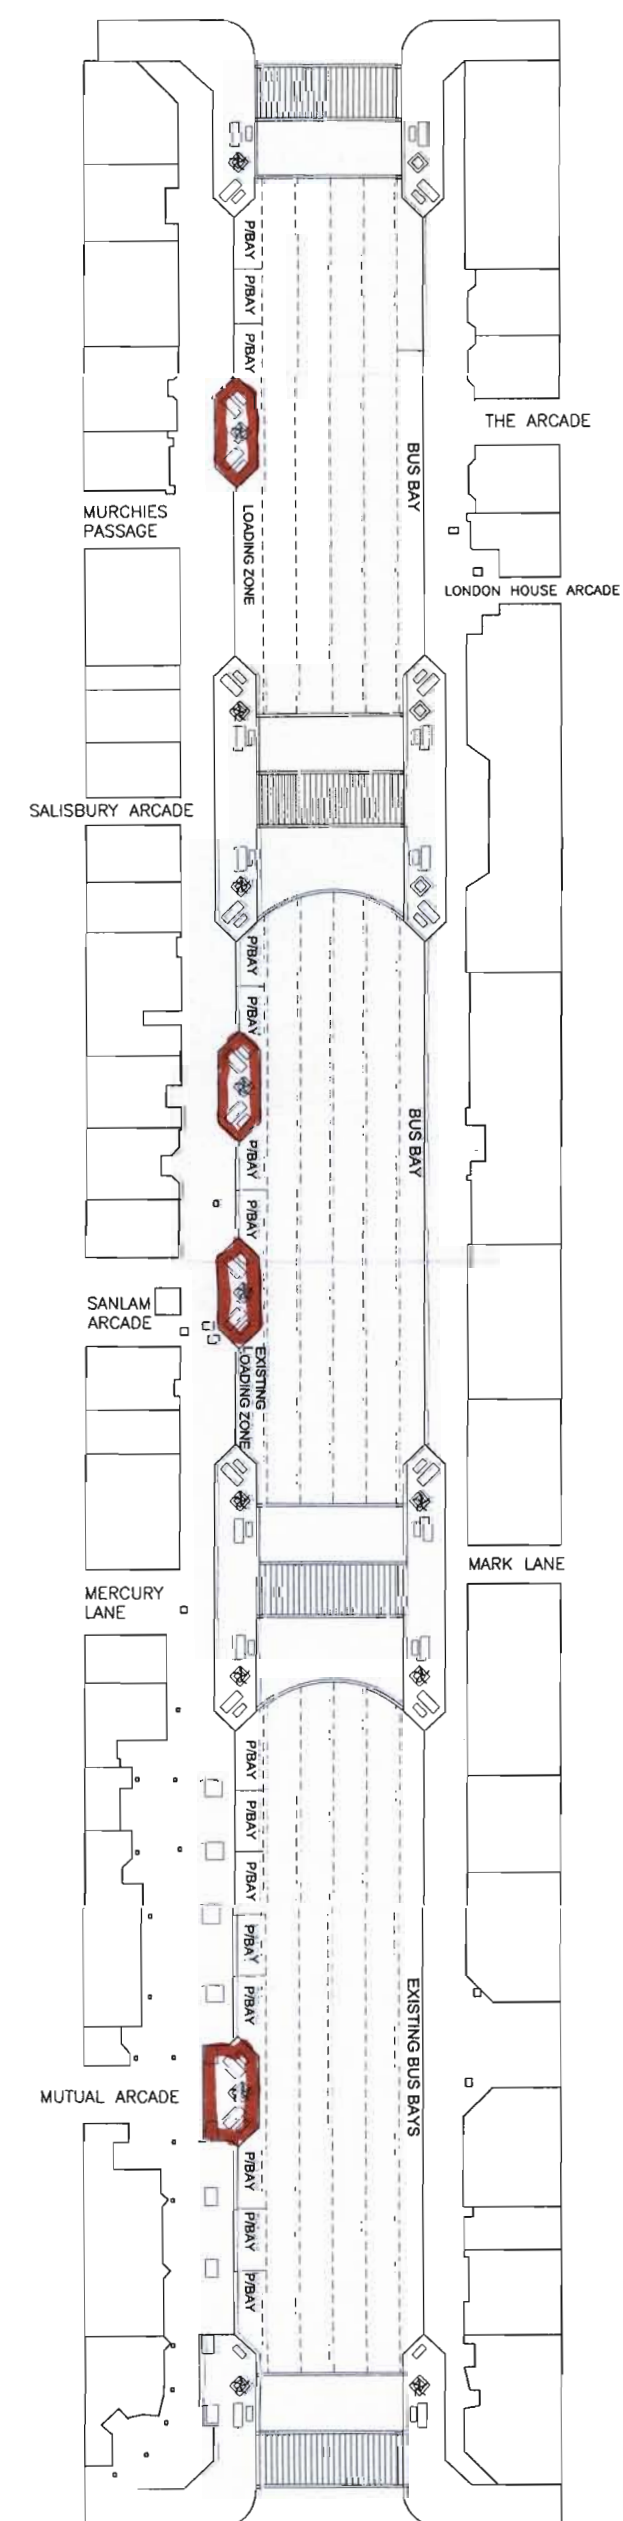 P/BAY
P/BAY
P/BAY
THE ARCADE
BUS BAY
MURCHIES
PASSAGE
LOADING ZONE
LONDON HOUSE ARCADE
SALISBURY ARCADE
P/BAY
P/BAY
BUS BAY
P/BAY
P/BAY
SANLAM
ARCADE
EXISTING
LOADING ZONE
MARK LANE
MERCURY
LANE
P/BAY
P/BAY
P/BAY
P/BAY
P/BAY
EXISTING BUS BAYS
MUTUAL ARCADE
P/BAY
P/BAY
P/BAY